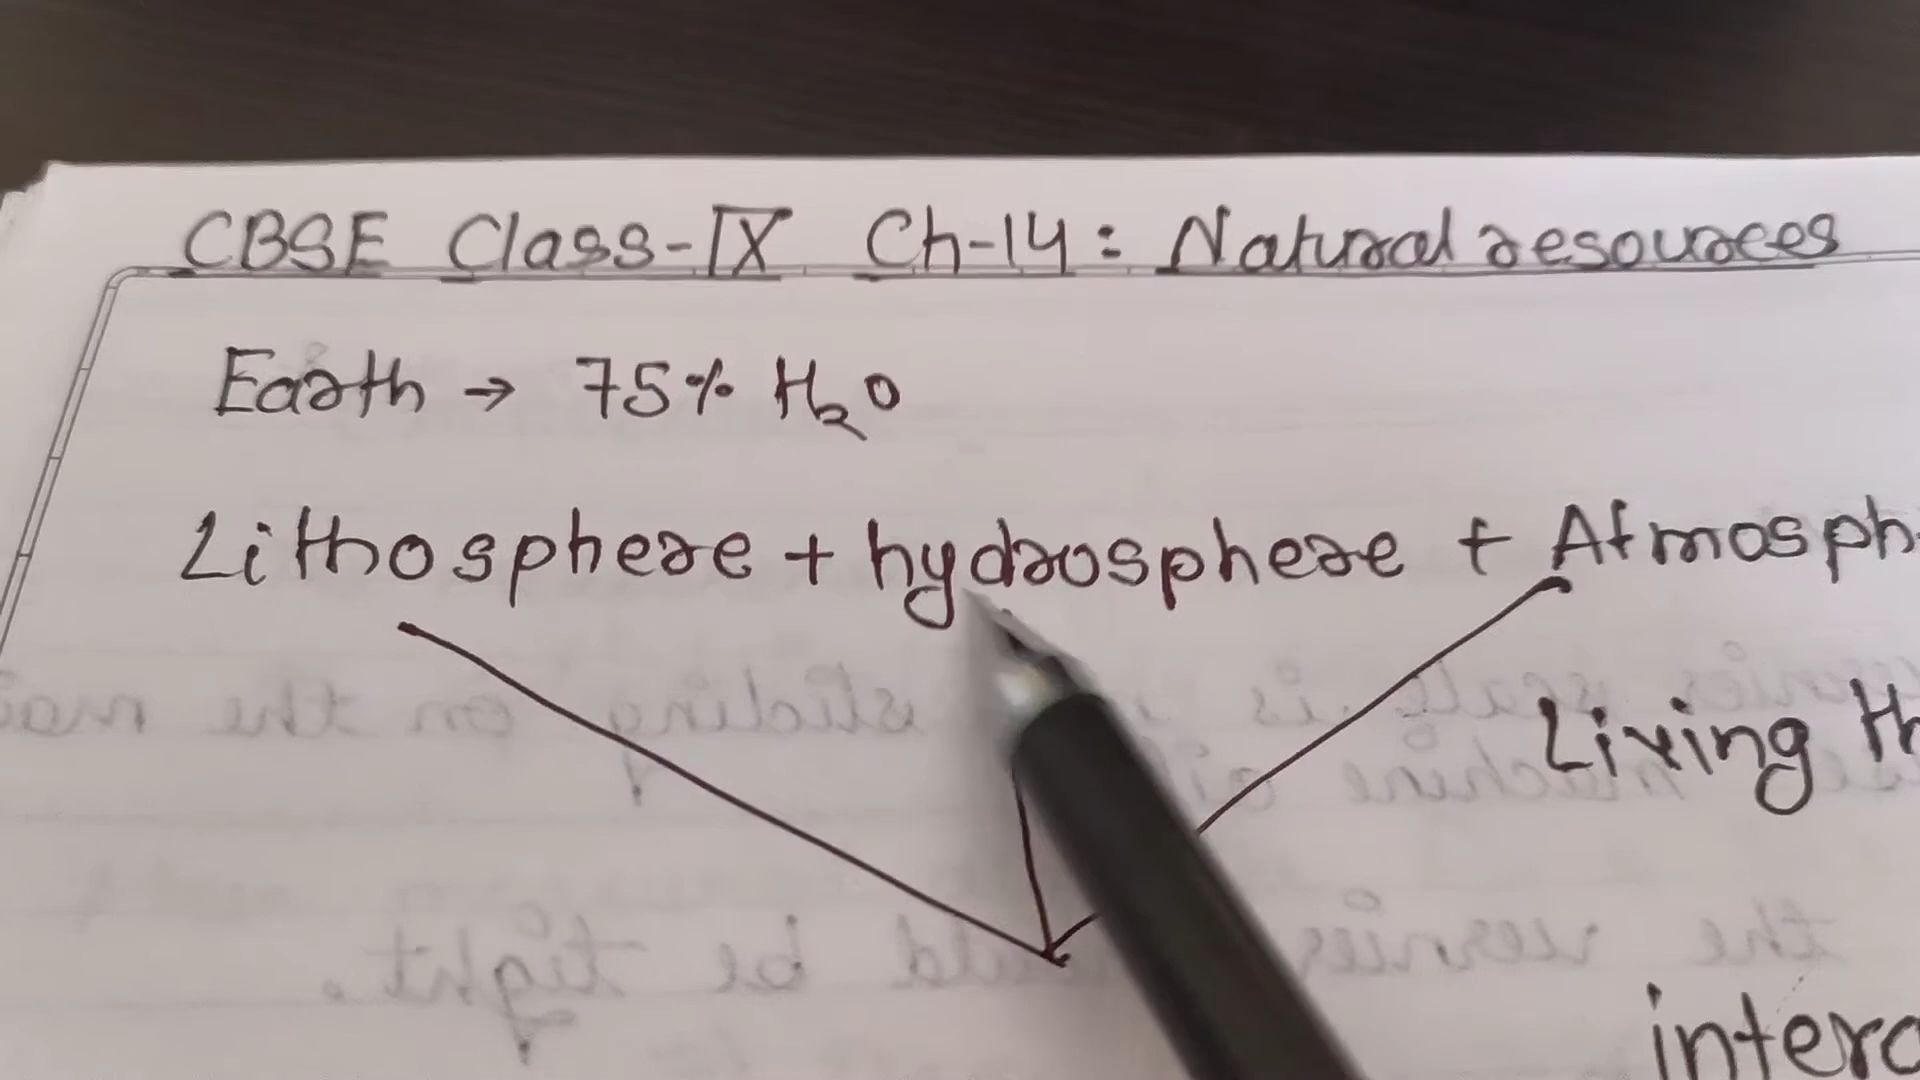 CBSE Class-IX Ch-14: Natural resources
Earth → 75% H₂O
Lithosphere + hydrosphere + Atmosph
Living th
intera